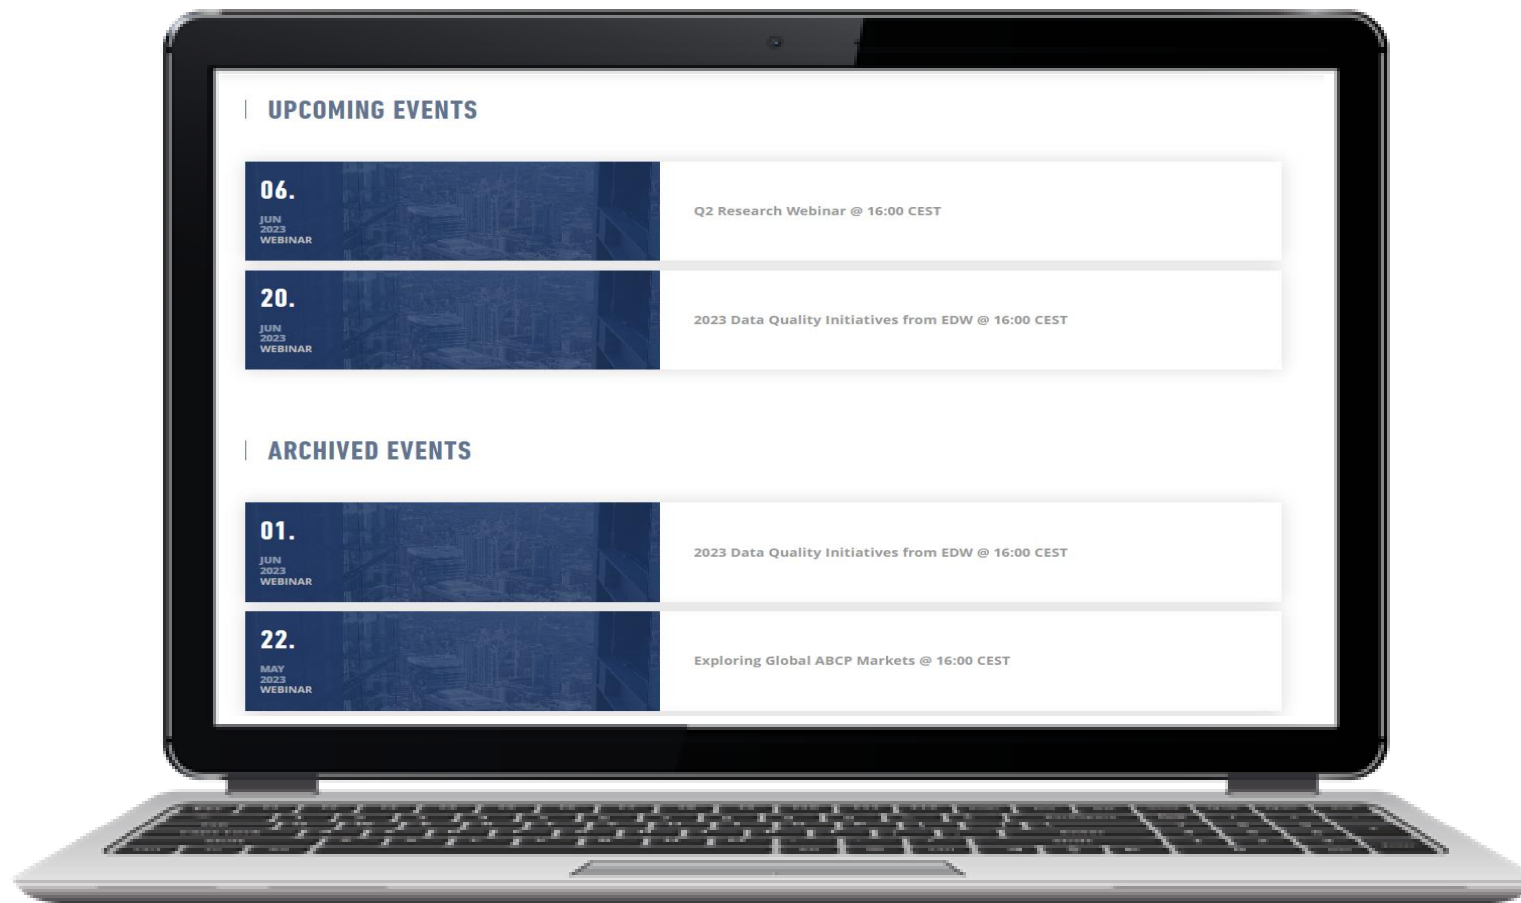 UPCOMING EVENTS
06.
JUN
2023
WEBINAR
Q2 Research Webinar @ 16:00 CEST
20.
JUN
2023
WEBINAR
2023 Data Quality Initiatives from EDW @ 16:00 CEST
ARCHIVED EVENTS
01.
JUN
2023
WEBINAR
2023 Data Quality Initiatives from EDW @ 16:00 CEST
22.
MAY
2023
WEBINAR
Exploring Global ABCP Markets @ 16:00 CEST